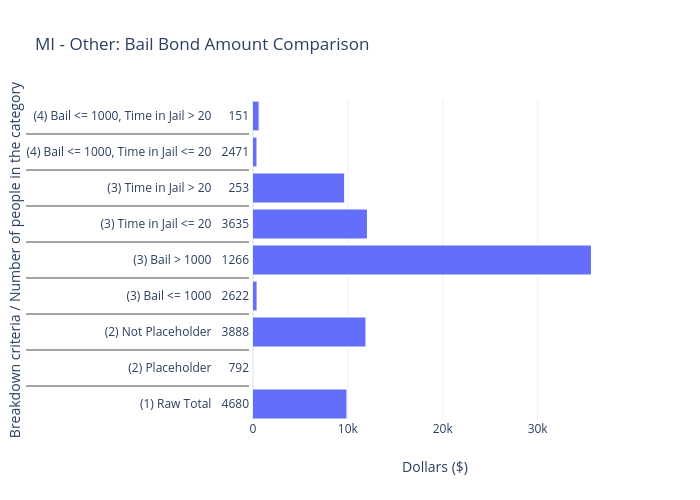 MI - Other: Bail Bond Amount Comparison
Breakdown criteria / Number of people in the category
(4) Bail <= 1000, Time in Jail > 20 151
(4) Bail <= 1000, Time in Jail <= 20 2471
(3) Time in Jail > 20 253
(3) Time in Jail <= 20 3635
(3) Bail > 1000 1266
(3) Bail <= 1000 2622
(2) Not Placeholder 3888
(2) Placeholder 792
(1) Raw Total 4680
0 10k 20k 30k
Dollars ($)